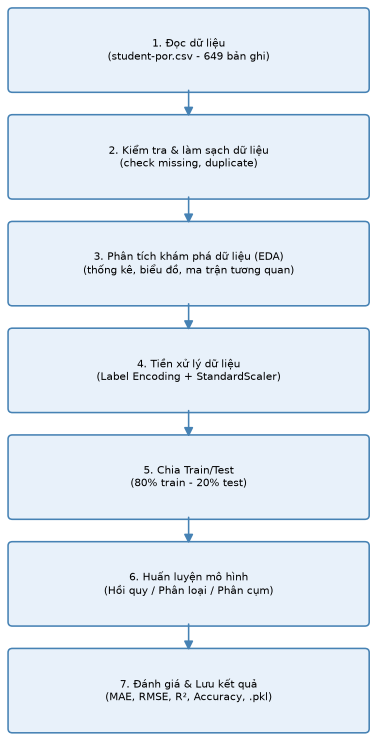 1. Đọc dữ liệu
(student-por.csv - 649 bản ghi)
2. Kiểm tra & làm sạch dữ liệu
(check missing, duplicate)
3. Phân tích khám phá dữ liệu (EDA)
(thống kê, biểu đồ, ma trận tương quan)
4. Tiền xử lý dữ liệu
(Label Encoding + StandardScaler)
5. Chia Train/Test
(80% train - 20% test)
6. Huấn luyện mô hình
(Hồi quy / Phân loại / Phân cụm)
7. Đánh giá & Lưu kết quả
(MAE, RMSE, R², Accuracy, .pkl)